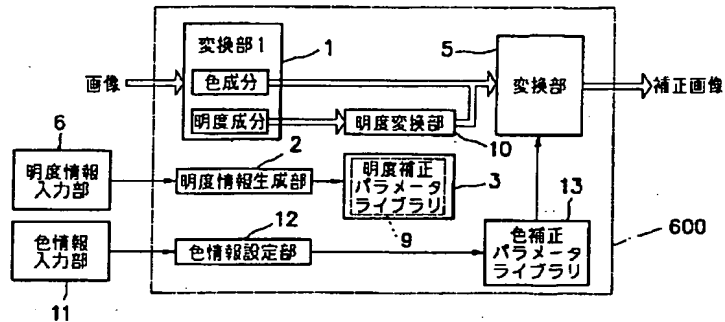 変換部1
1
5
画像
色成分
変換部
補正画像
明度成分
明度変換部
10
6
明度情報
入力部
2
明度情報生成部
明度補正
パラメータ
ライブラリ
3
9
12
13
色情報
入力部
11
色情報設定部
色補正
パラメータ
ライブラリ
600